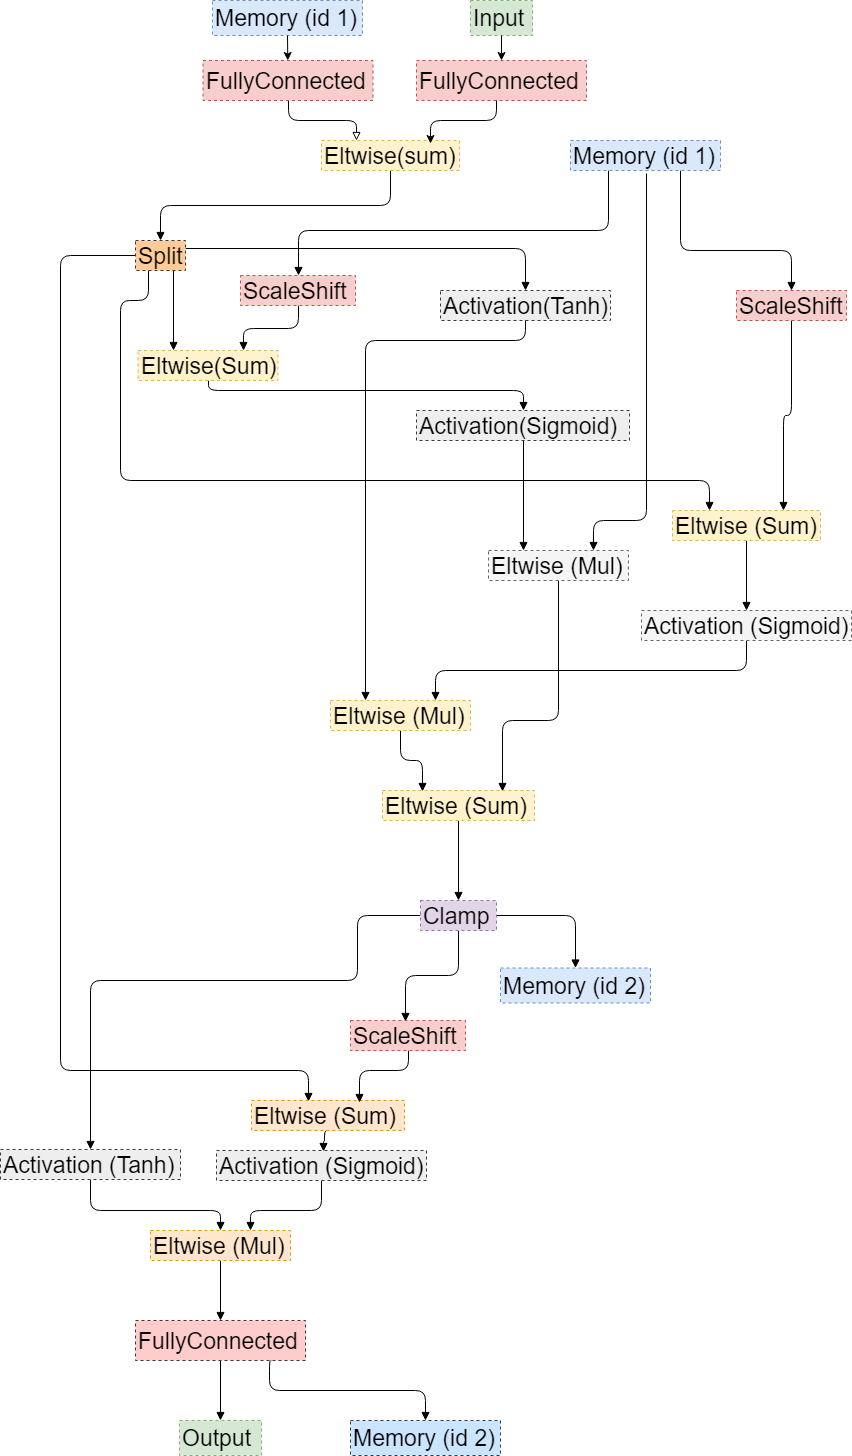 Memory (id 1)
Input
FullyConnected
FullyConnected
Eltwise(sum)
Memory (id 1)
Split
ScaleShift
Activation(Tanh)
ScaleShift
Eltwise(Sum)
Activation(Sigmoid)
Eltwise (Sum)
Eltwise (Mul)
Activation (Sigmoid)
Eltwise (Mul)
Eltwise (Sum)
Clamp
Memory (id 2)
ScaleShift
Eltwise (Sum)
Activation (Tanh)
Activation (Sigmoid)
Eltwise (Mul)
FullyConnected
Output
Memory (id 2)